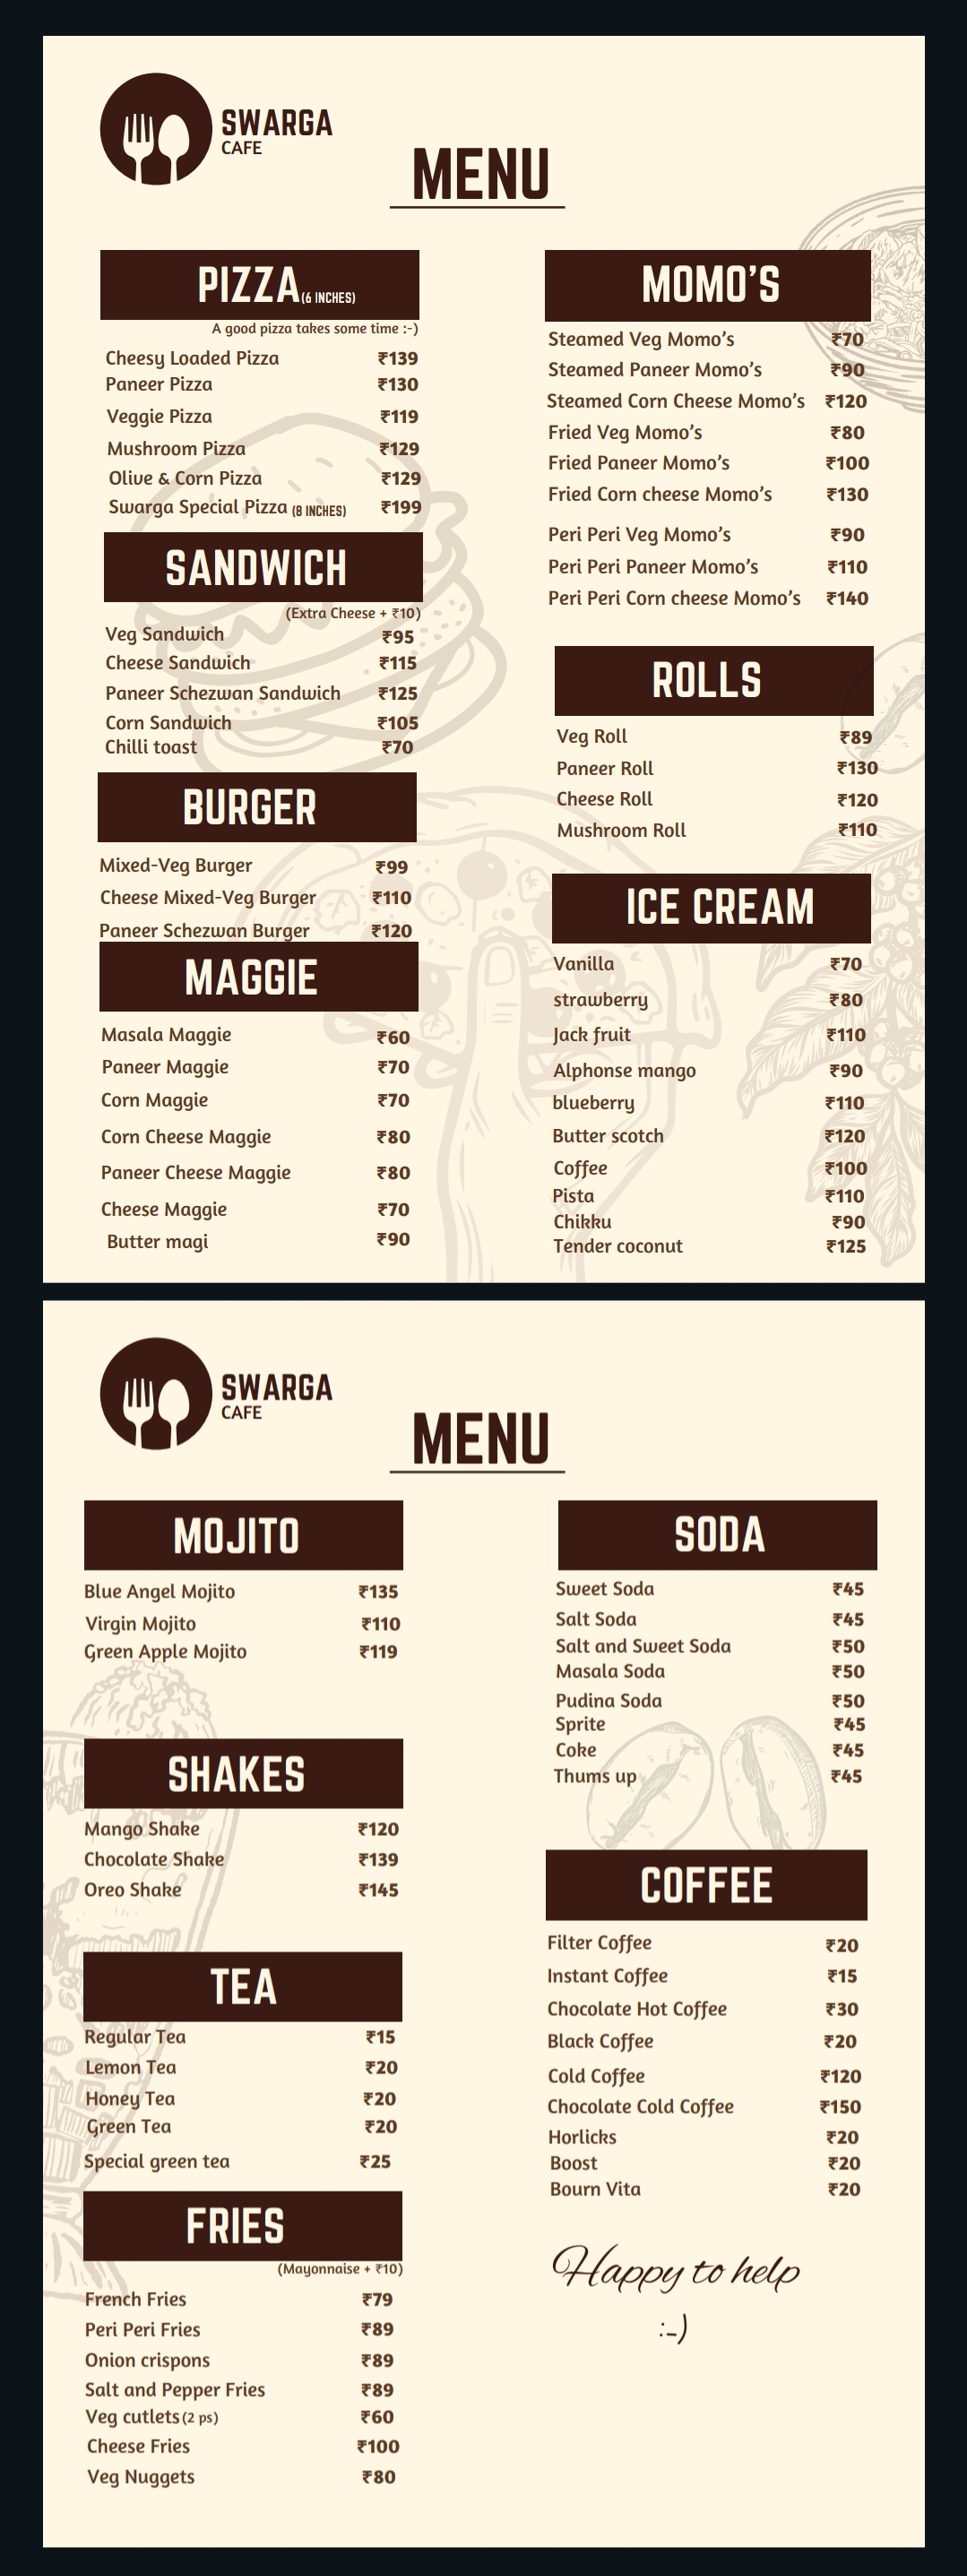 SWARGA
CAFE
MENU
PIZZA(6 INCHES)
A good pizza takes some time :-)
Cheesy Loaded Pizza ₹139
Paneer Pizza ₹130
Veggie Pizza ₹119
Mushroom Pizza ₹129
Olive & Corn Pizza ₹129
Swarga Special Pizza (8 INCHES) ₹199
SANDWICH
(Extra Cheese + ₹10)
Veg Sandwich ₹95
Cheese Sandwich ₹115
Paneer Schezwan Sandwich ₹125
Corn Sandwich ₹105
Chilli toast ₹70
BURGER
Mixed-Veg Burger ₹99
Cheese Mixed-Veg Burger ₹110
Paneer Schezwan Burger ₹120
MAGGIE
Masala Maggie ₹60
Paneer Maggie ₹70
Corn Maggie ₹70
Corn Cheese Maggie ₹80
Paneer Cheese Maggie ₹80
Cheese Maggie ₹70
Butter magi ₹90
MOMO'S
Steamed Veg Momo's ₹70
Steamed Paneer Momo's ₹90
Steamed Corn Cheese Momo's ₹120
Fried Veg Momo's ₹80
Fried Paneer Momo's ₹100
Fried Corn cheese Momo's ₹130
Peri Peri Veg Momo's ₹90
Peri Peri Paneer Momo's ₹110
Peri Peri Corn cheese Momo's ₹140
ROLLS
Veg Roll ₹89
Paneer Roll ₹130
Cheese Roll ₹120
Mushroom Roll ₹110
ICE CREAM
Vanilla ₹70
strawberry ₹80
Jack fruit ₹110
Alphonse mango ₹90
blueberry ₹110
Butter scotch ₹120
Coffee ₹100
Pista ₹110
Chikku ₹90
Tender coconut ₹125
SWARGA
CAFE
MENU
MOJITO
Blue Angel Mojito ₹135
Virgin Mojito ₹110
Green Apple Mojito ₹119
SHAKES
Mango Shake ₹120
Chocolate Shake ₹139
Oreo Shake ₹145
TEA
Regular Tea ₹15
Lemon Tea ₹20
Honey Tea ₹20
Green Tea ₹20
Special green tea ₹25
FRIES
(Mayonnaise + ₹10)
French Fries ₹79
Peri Peri Fries ₹89
Onion crispons ₹89
Salt and Pepper Fries ₹89
Veg cutlets (2 ps) ₹60
Cheese Fries ₹100
Veg Nuggets ₹80
SODA
Sweet Soda ₹45
Salt Soda ₹45
Salt and Sweet Soda ₹50
Masala Soda ₹50
Pudina Soda ₹50
Sprite ₹45
Coke ₹45
Thums up ₹45
COFFEE
Filter Coffee ₹20
Instant Coffee ₹15
Chocolate Hot Coffee ₹30
Black Coffee ₹20
Cold Coffee ₹120
Chocolate Cold Coffee ₹150
Horlicks ₹20
Boost ₹20
Bourn Vita ₹20
Happy to help
:-)